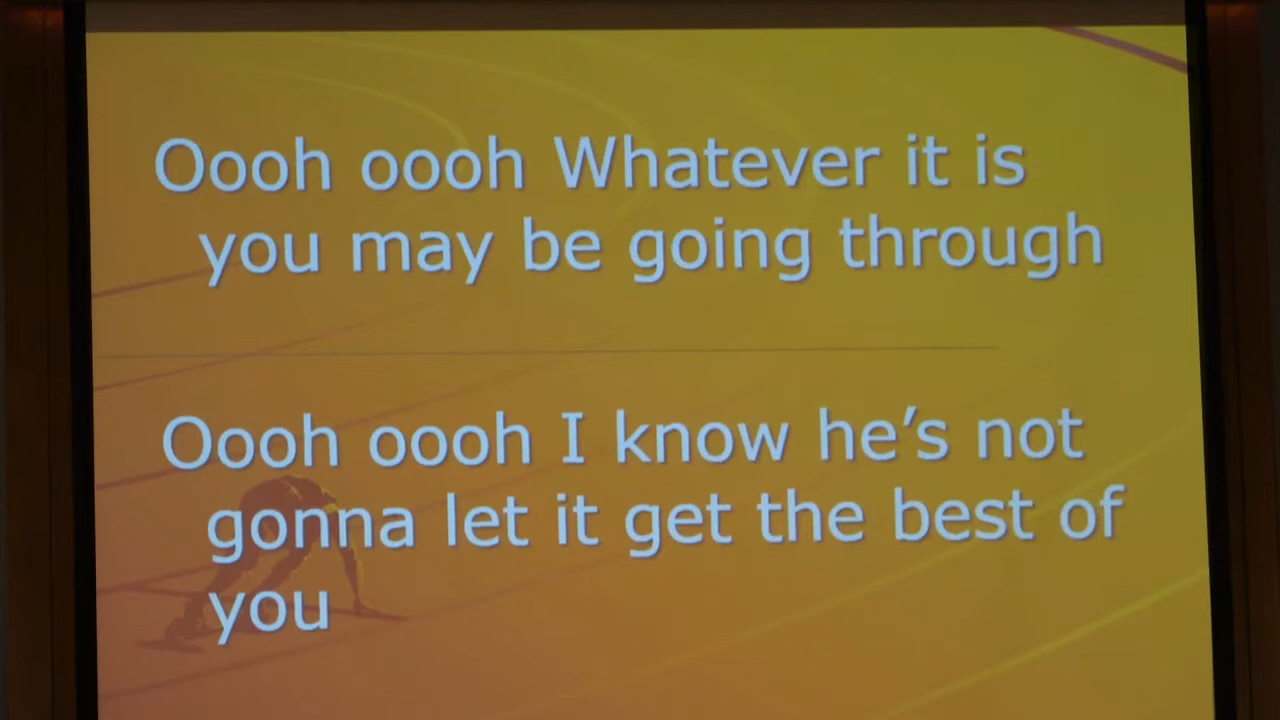 Oooh oooh Whatever it is
you may be going through
Oooh oooh I know he’s not
gonna let it get the best of
you